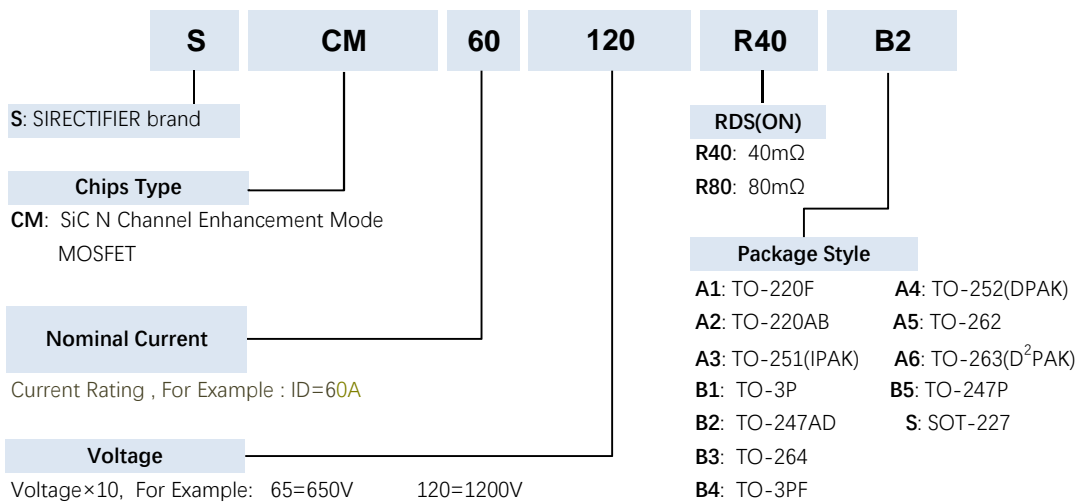 S CM 60 120 R40 B2
S: SIRECTIFIER brand
Chips Type
CM: SiC N Channel Enhancement Mode
MOSFET
Nominal Current
Current Rating , For Example : ID=60A
Voltage
Voltage×10, For Example: 65=650V 120=1200V
RDS(ON)
R40: 40mΩ
R80: 80mΩ
Package Style
A1: TO-220F A4: TO-252(DPAK)
A2: TO-220AB A5: TO-262
A3: TO-251(IPAK) A6: TO-263(D²PAK)
B1: TO-3P B5: TO-247P
B2: TO-247AD S: SOT-227
B3: TO-264
B4: TO-3PF